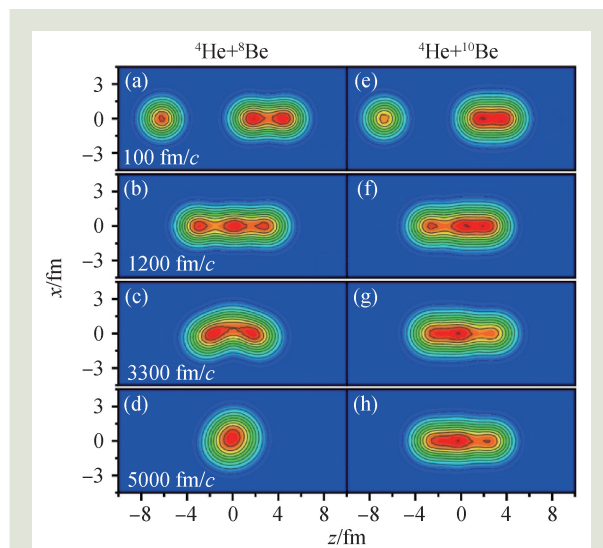 ⁴He+⁸Be ⁴He+¹⁰Be
3 (a) (e)
0
−3 100 fm/c
3 (b) (f)
0
−3 1200 fm/c
3 (c) (g)
0
−3 3300 fm/c
3 (d) (h)
0
−3 5000 fm/c
x/fm
−8 −4 0 4 8 −8 −4 0 4 8
z/fm